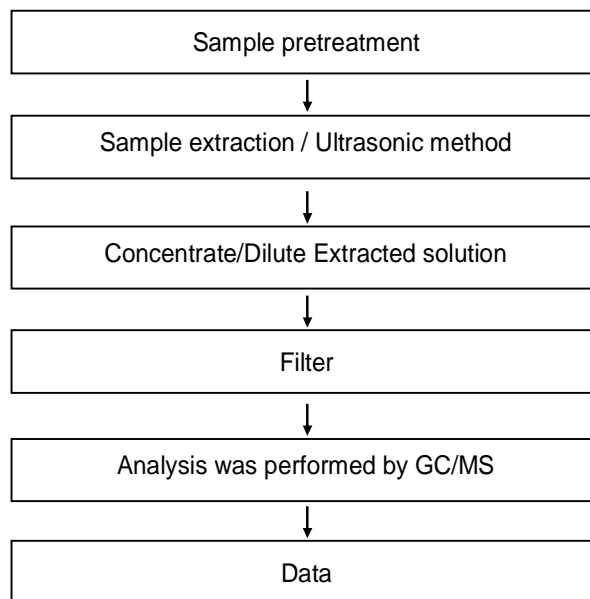 Sample pretreatment
Sample extraction / Ultrasonic method
Concentrate/Dilute Extracted solution
Filter
Analysis was performed by GC/MS
Data